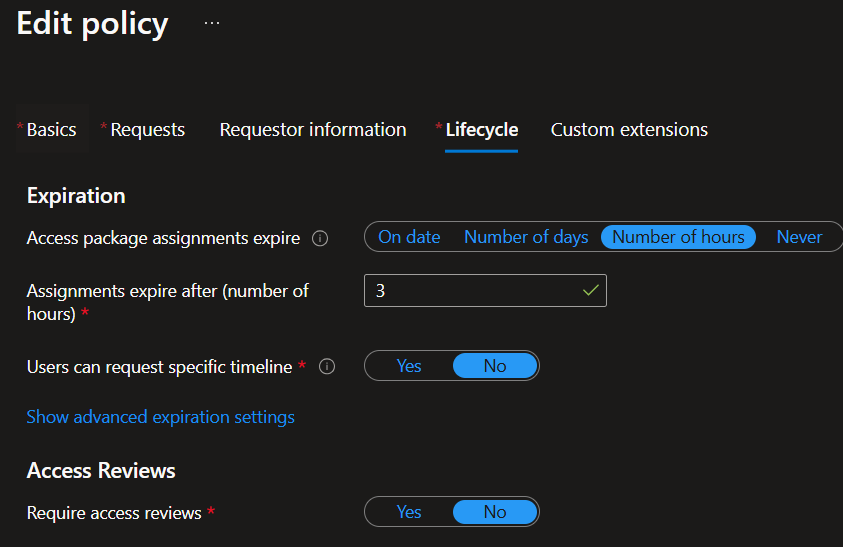 Edit policy ...
* Basics * Requests Requestor information * Lifecycle Custom extensions
Expiration
Access package assignments expire On date Number of days Number of hours Never
Assignments expire after (number of
hours) * 3
Users can request specific timeline * Yes No
Show advanced expiration settings
Access Reviews
Require access reviews * Yes No